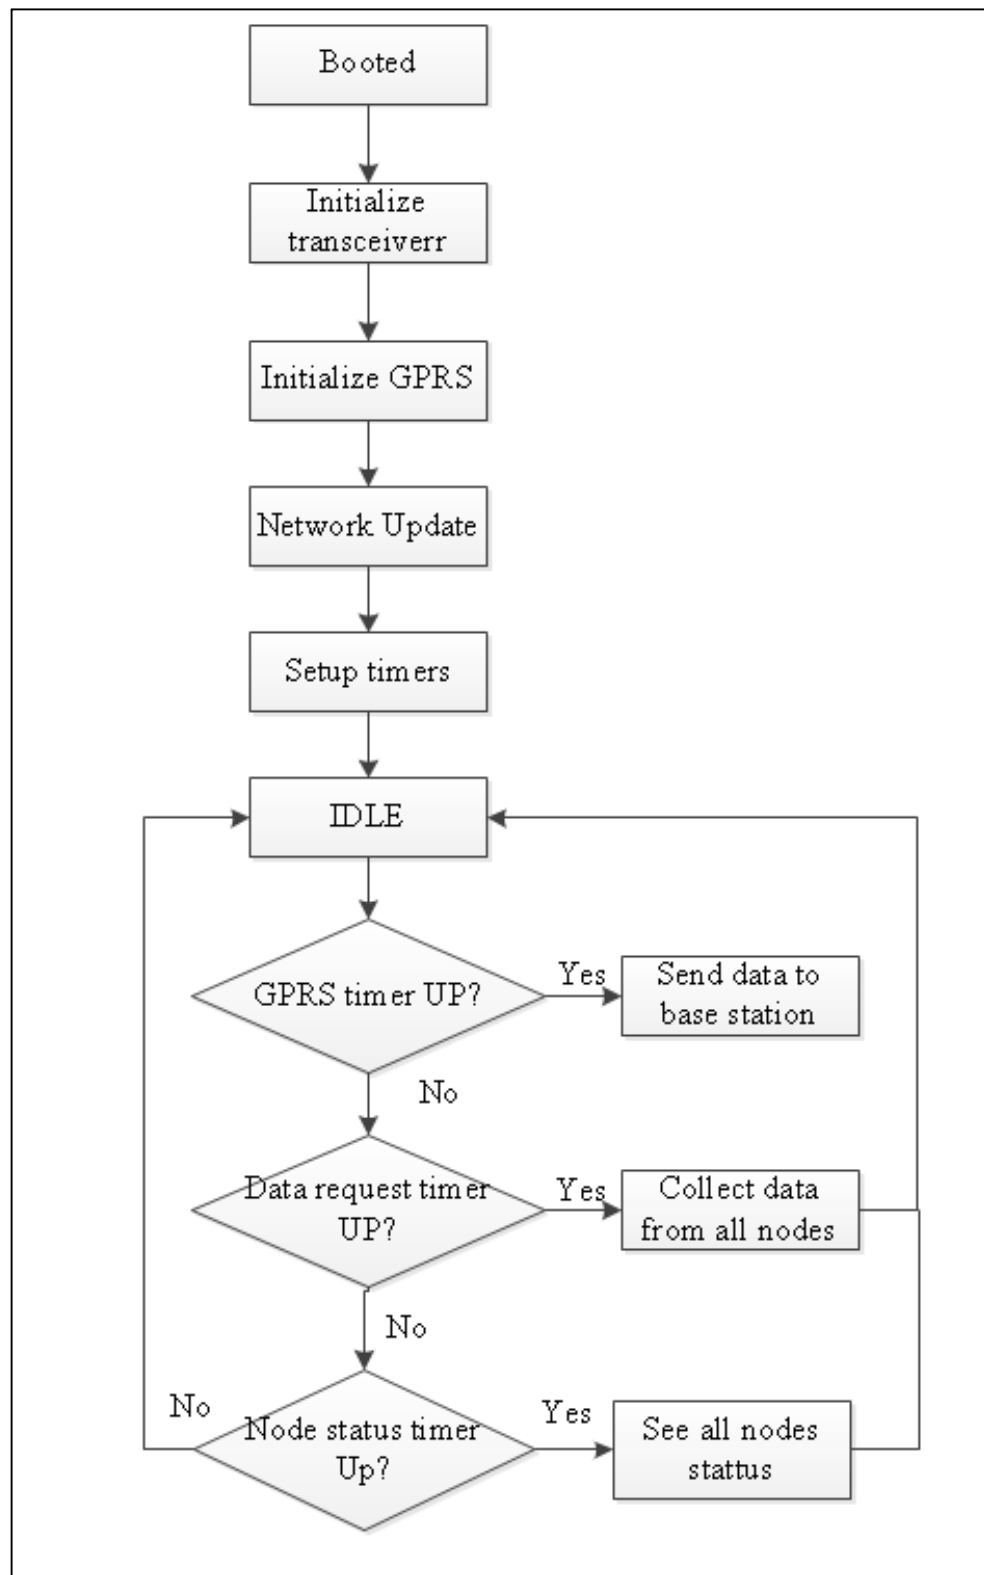 Booted
Initialize
transceiverr
Initialize GPRS
Network Update
Setup timers
IDLE
GPRS timer UP?
Yes
Send data to
base station
No
Data request timer
UP?
Yes
Collect data
from all nodes
No
No
Node status timer
Up?
Yes
See all nodes
stattus